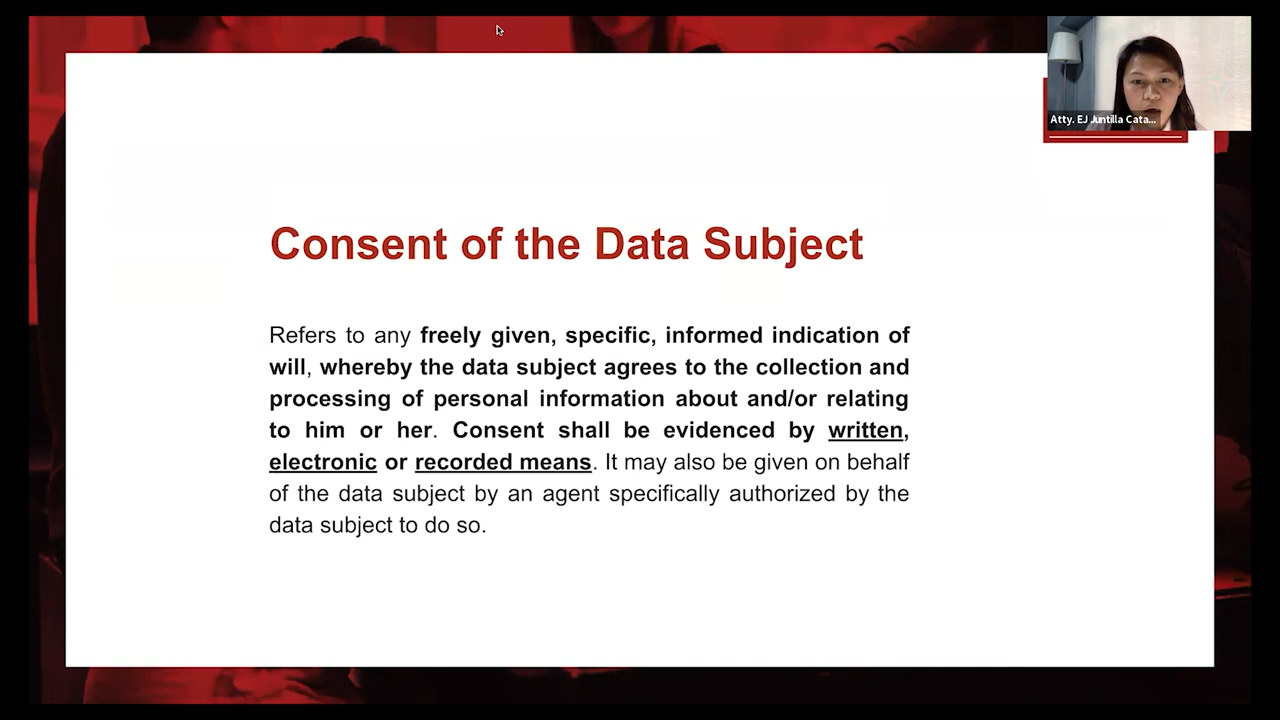 Atty. EJ Juntilla Cata...
Consent of the Data Subject
Refers to any freely given, specific, informed indication of
will, whereby the data subject agrees to the collection and
processing of personal information about and/or relating
to him or her. Consent shall be evidenced by written,
electronic or recorded means. It may also be given on behalf
of the data subject by an agent specifically authorized by the
data subject to do so.